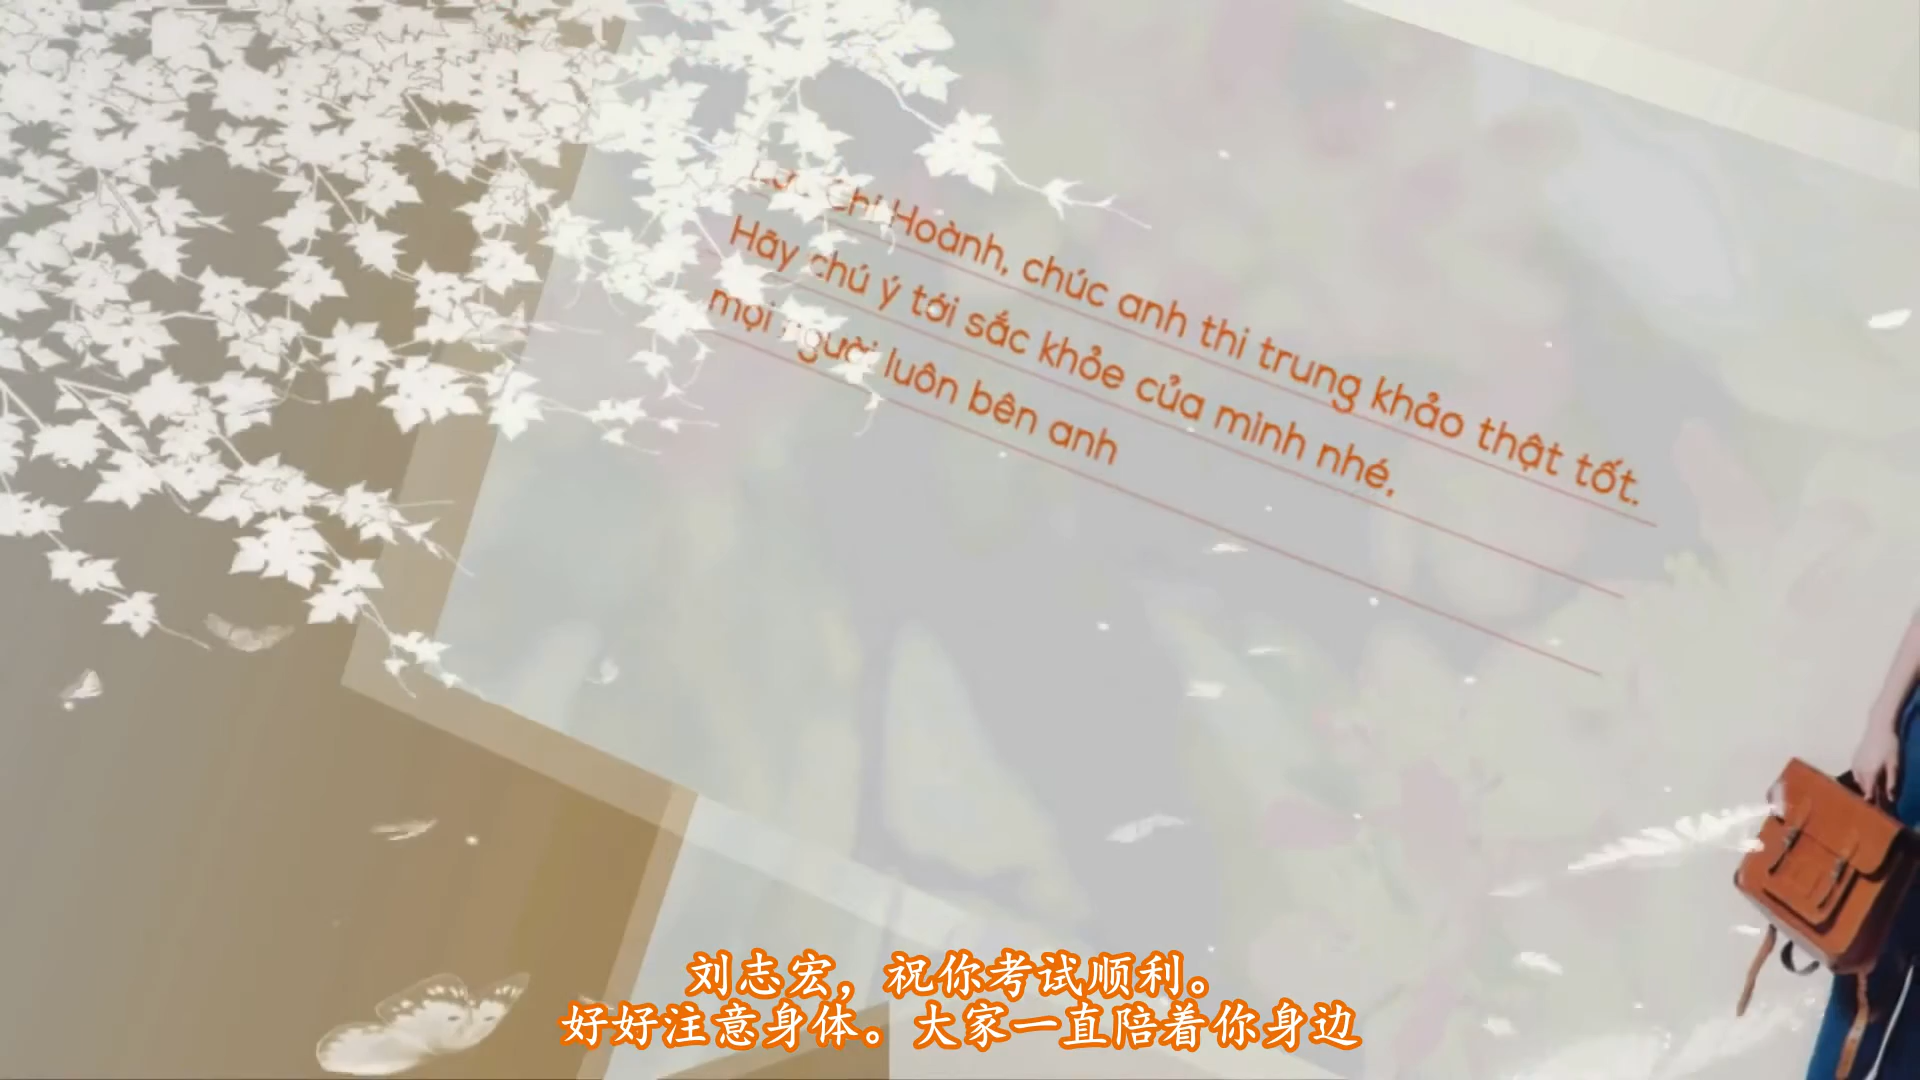 Chí Hoành, chúc anh thi trung khảo thật tốt.
Hãy chú ý tới sắc khỏe của mình nhé,
mọi người luôn bên anh
刘志宏，祝你考试顺利。
好好注意身体。大家一直陪着你身边